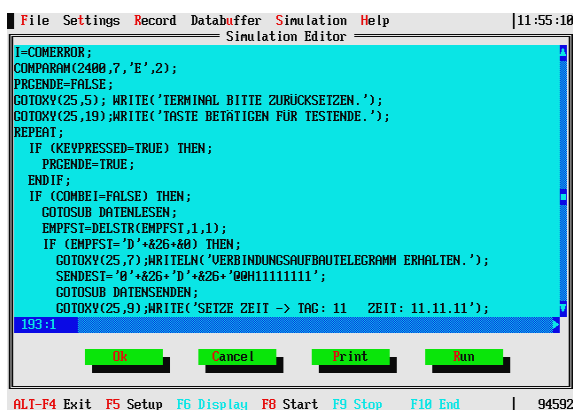 File Settings Record Databuffer Simulation Help 11:55:10
Simulation Editor
I=COMERROR;
COMPARAM(2400,7,'E',2);
PRGENDE=FALSE;
GOTOXY(25,5); WRITE('TERMINAL BITTE ZURÜCKSETZEN.');
GOTOXY(25,19);WRITE('TASTE BETÄTIGEN FÜR TESTENDE.');
REPEAT;
IF (KEYPRESSED=TRUE) THEN;
PRGENDE=TRUE;
ENDIF;
IF (COMBEI=FALSE) THEN;
GOTOSUB DATENLESEN;
EMPFST=DELSTR(EMPFST,1,1);
IF (EMPFST='D'+&26+&0) THEN;
GOTOXY(25,7);WRITELN('VERBINDUNGSAUFBAUTELEGRAMM ERHALTEN.');
SENDEST='0'+&26+'D'+&26+'@@H11111111';
GOTOSUB DATENSENDEN;
GOTOXY(25,9);WRITE('SETZE ZEIT -> TAG: 11 ZEIT: 11.11.11');
193:1
Ok Cancel Print Run
ALT-F4 Exit F5 Setup F6 Display F8 Start F9 Stop F10 End 94592